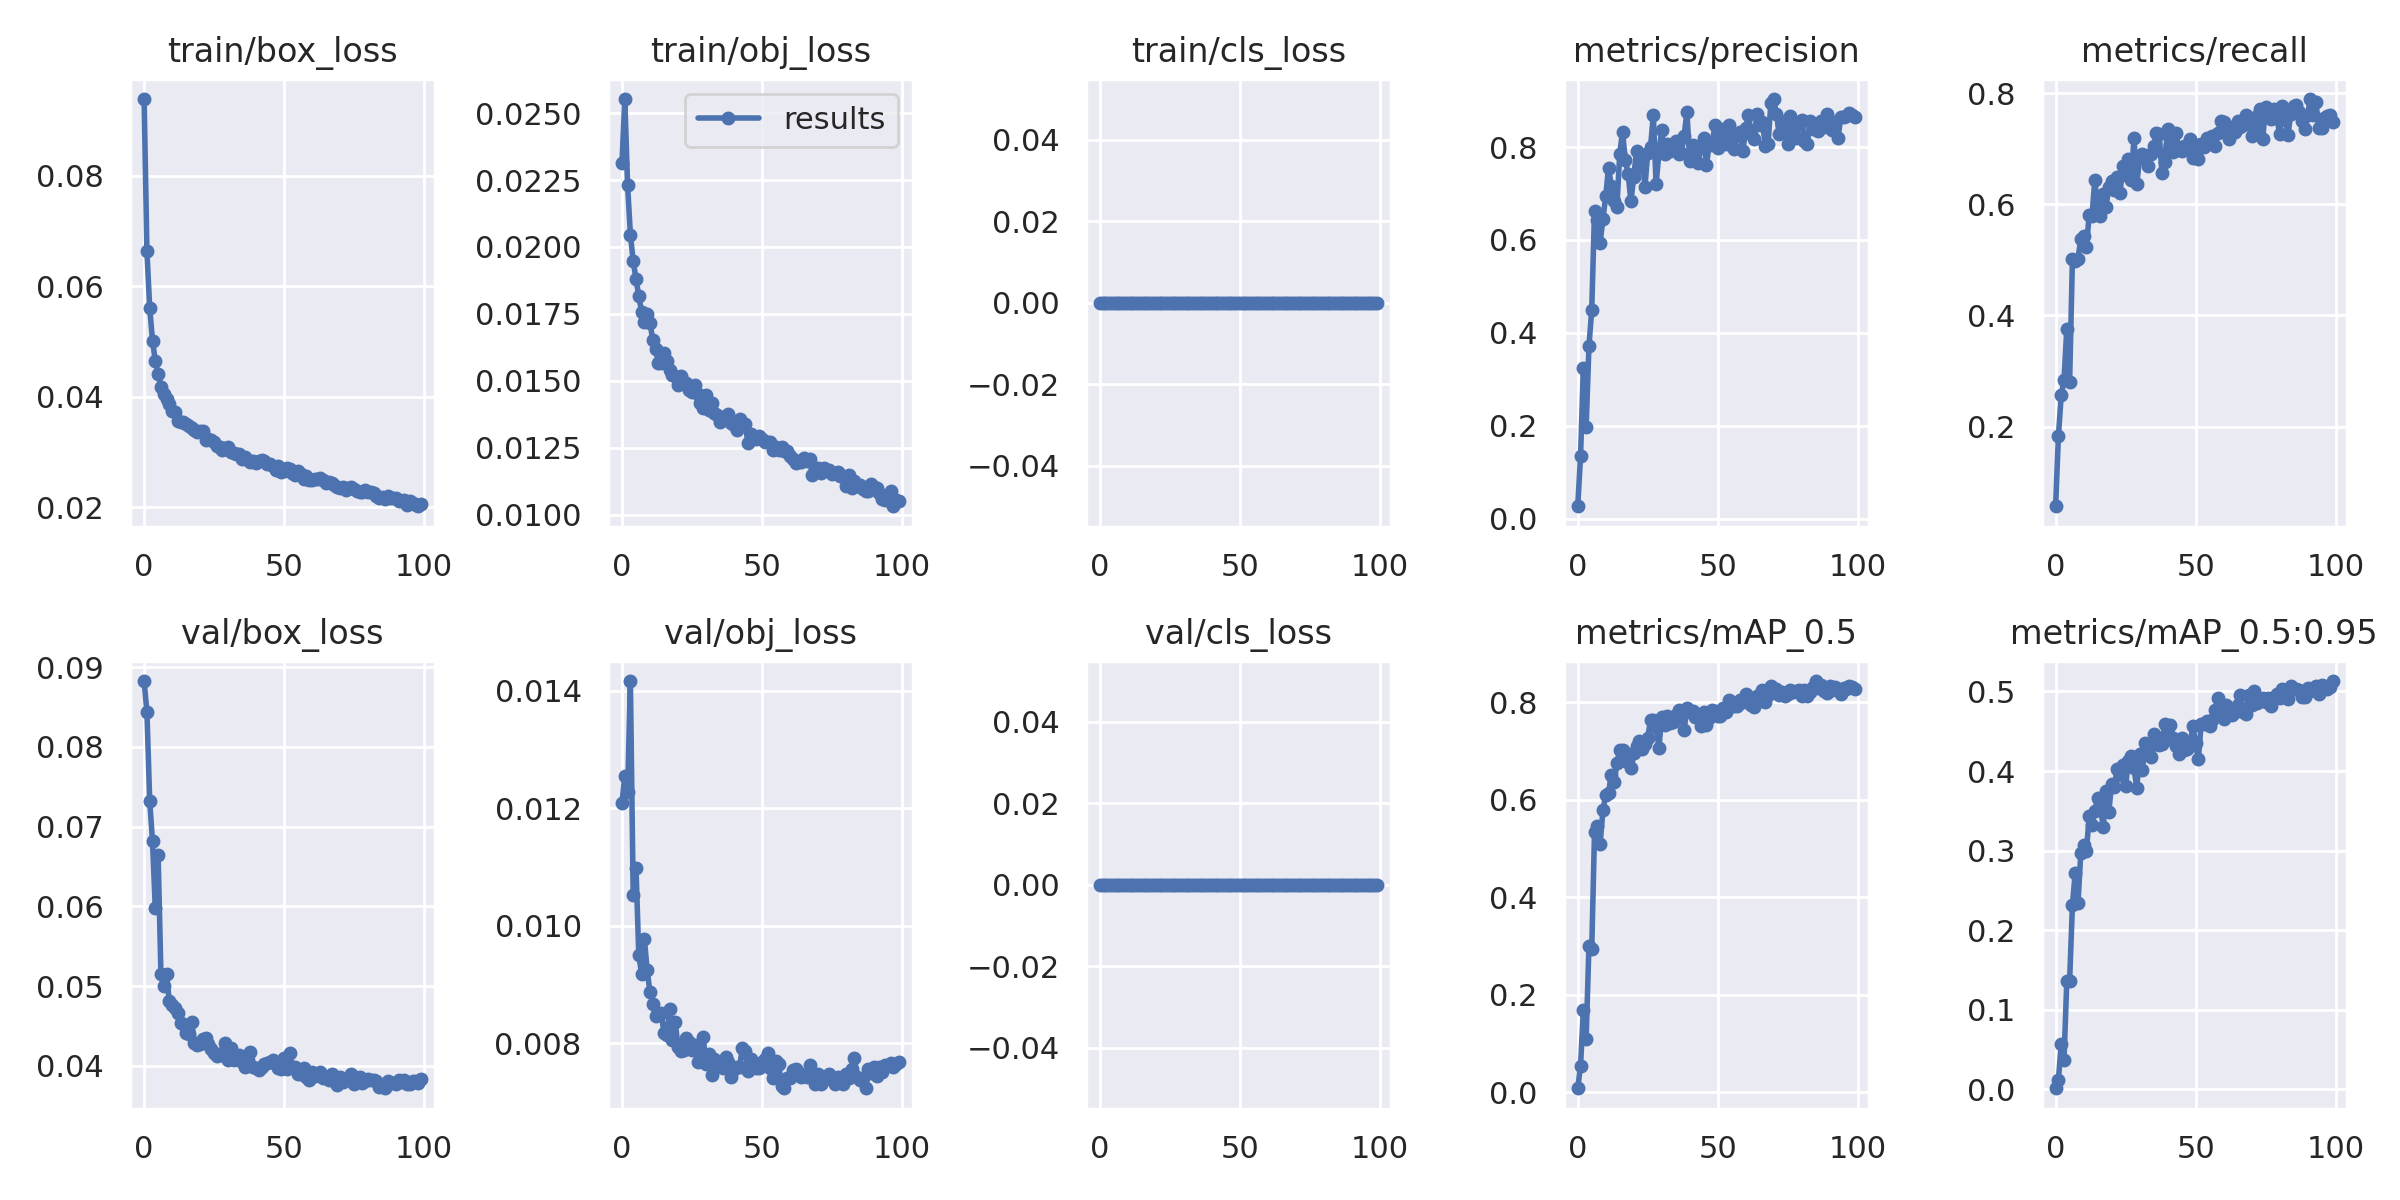 train/box_loss
0.08
0.06
0.04
0.02
0 50 100
train/obj_loss
results
0.0250
0.0225
0.0200
0.0175
0.0150
0.0125
0.0100
0 50 100
train/cls_loss
0.04
0.02
0.00
−0.02
−0.04
0 50 100
metrics/precision
0.8
0.6
0.4
0.2
0.0
0 50 100
metrics/recall
0.8
0.6
0.4
0.2
0 50 100
val/box_loss
0.09
0.08
0.07
0.06
0.05
0.04
0 50 100
val/obj_loss
0.014
0.012
0.010
0.008
0 50 100
val/cls_loss
0.04
0.02
0.00
−0.02
−0.04
0 50 100
metrics/mAP_0.5
0.8
0.6
0.4
0.2
0.0
0 50 100
metrics/mAP_0.5:0.95
0.5
0.4
0.3
0.2
0.1
0.0
0 50 100